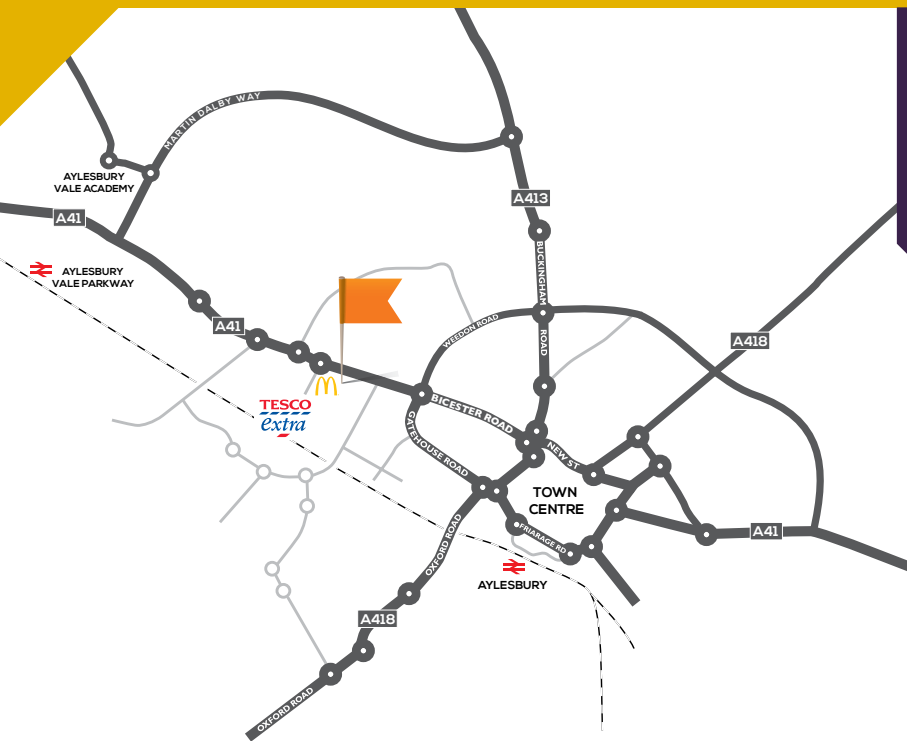 MARTIN DALBY WAY
AYLESBURY
VALE ACADEMY
A41
A413
AYLESBURY
VALE PARKWAY
BUCKINGHAM
ROAD
A41
WEEDON ROAD
A418
TESCO
extra
BICESTER ROAD
GATEHOUSE ROAD
NEW ST
TOWN
CENTRE
OXFORD ROAD
FRIARAGE RD
A41
AYLESBURY
A418
OXFORD ROAD